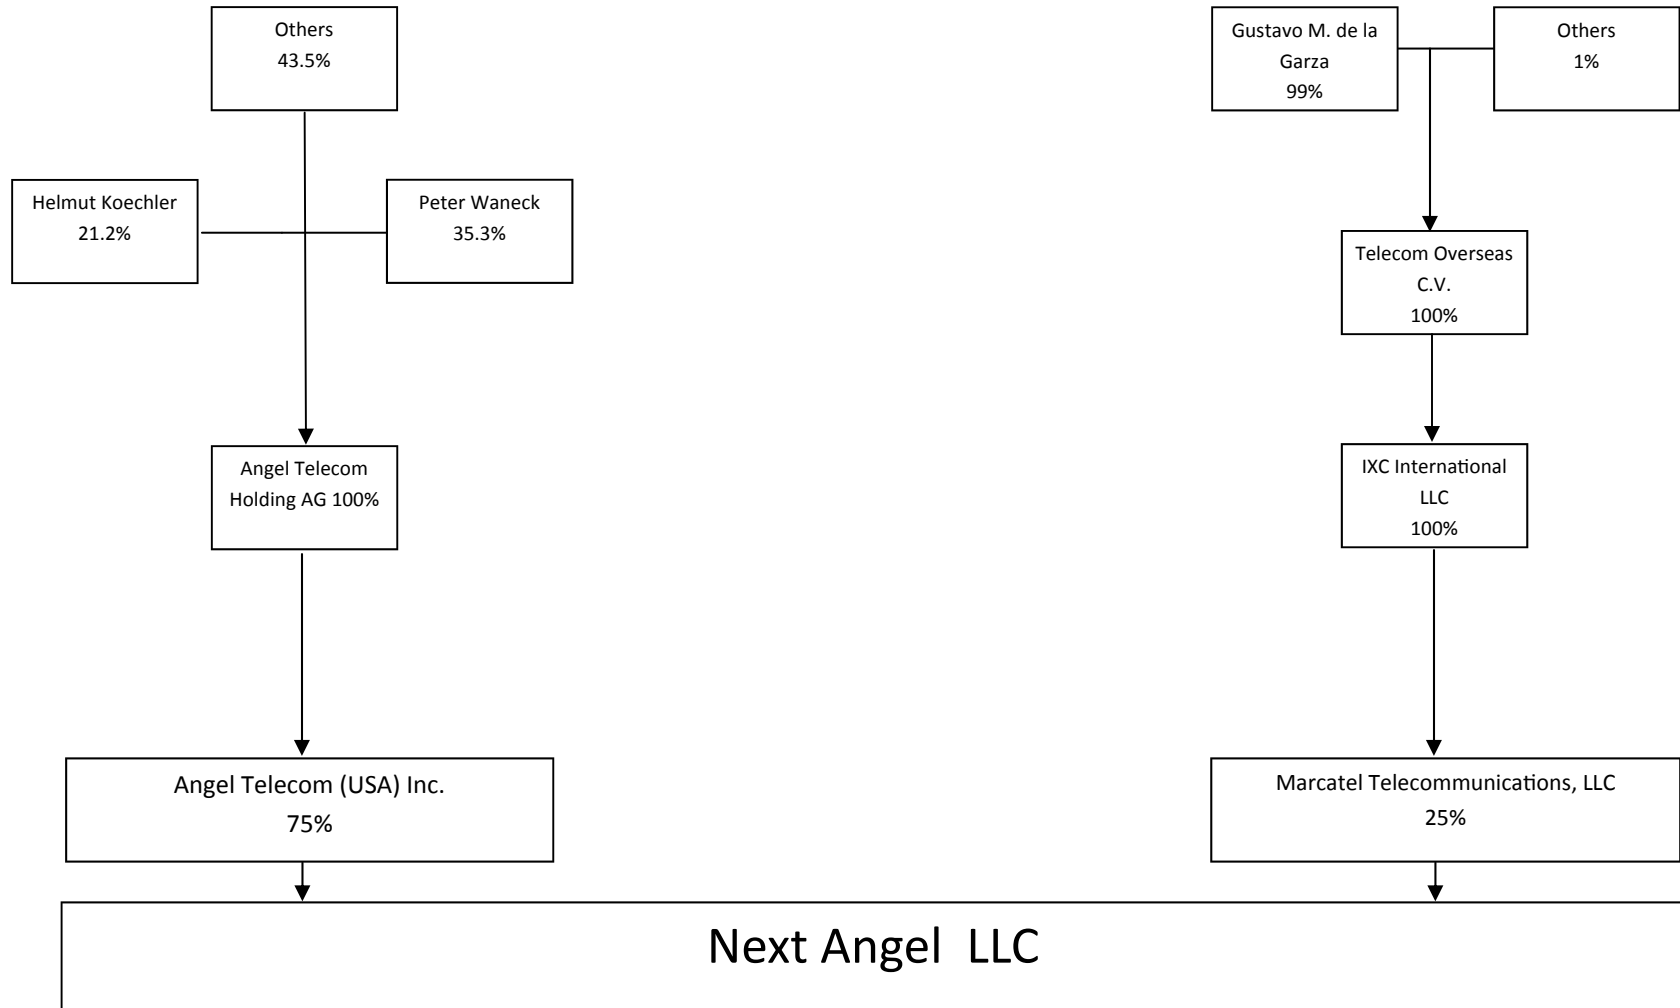 Others
43.5%
Gustavo M. de la
Garza
99%
Others
1%
Helmut Koechler
21.2%
Peter Waneck
35.3%
Telecom Overseas
C.V.
100%
Angel Telecom
Holding AG 100%
IXC International
LLC
100%
Angel Telecom (USA) Inc.
75%
Marcatel Telecommunications, LLC
25%
Next Angel  LLC